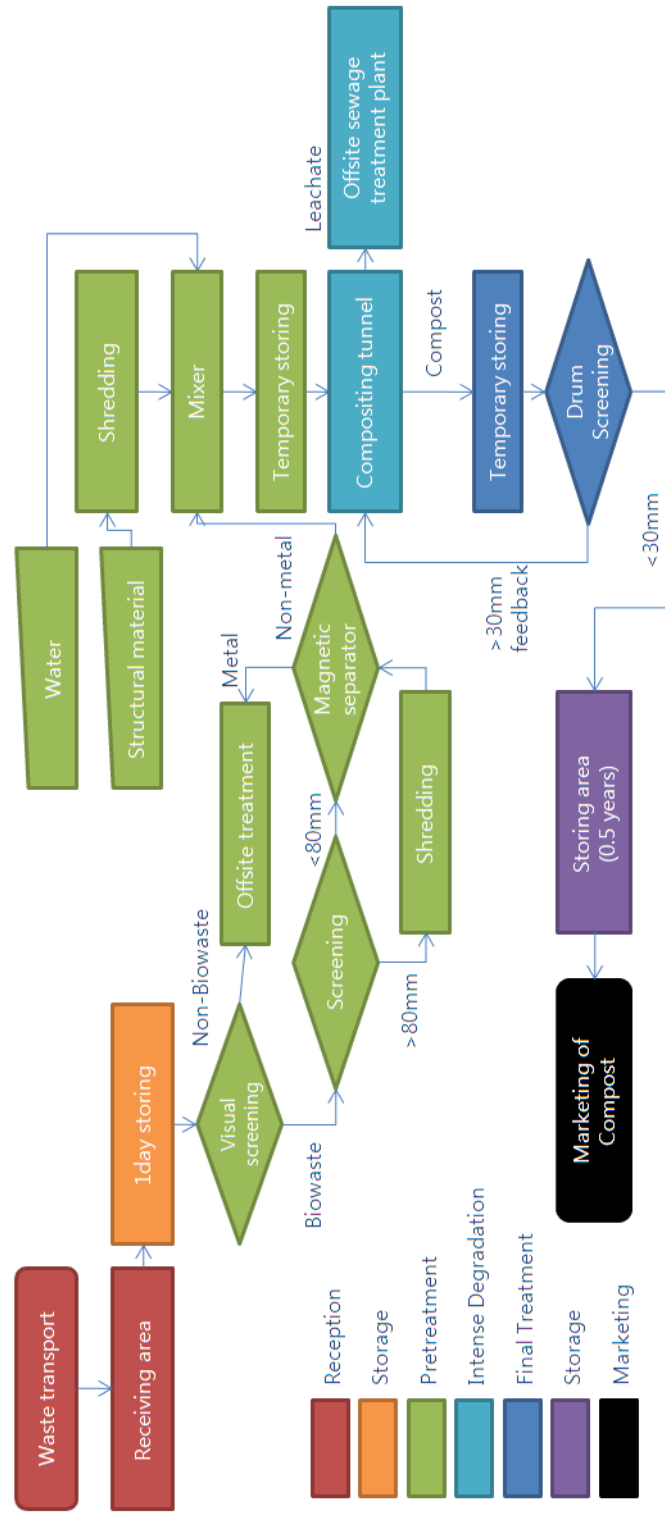 Waste transport
Receiving area
1day storing
Visual
screening
Non-Biowaste
Biowaste
Offsite treatment
Screening
<80mm
>80mm
Shredding
Magnetic
separator
Metal
Non-metal
Water
Structural material
Shredding
Mixer
Temporary storing
Compositing tunnel
Leachate
Offsite sewage
treatment plant
Compost
Temporary storing
Drum
Screening
>30mm
feedback
<30mm
Storing area
(0.5 years)
Marketing of
Compost
Reception
Storage
Pretreatment
Intense Degradation
Final Treatment
Storage
Marketing